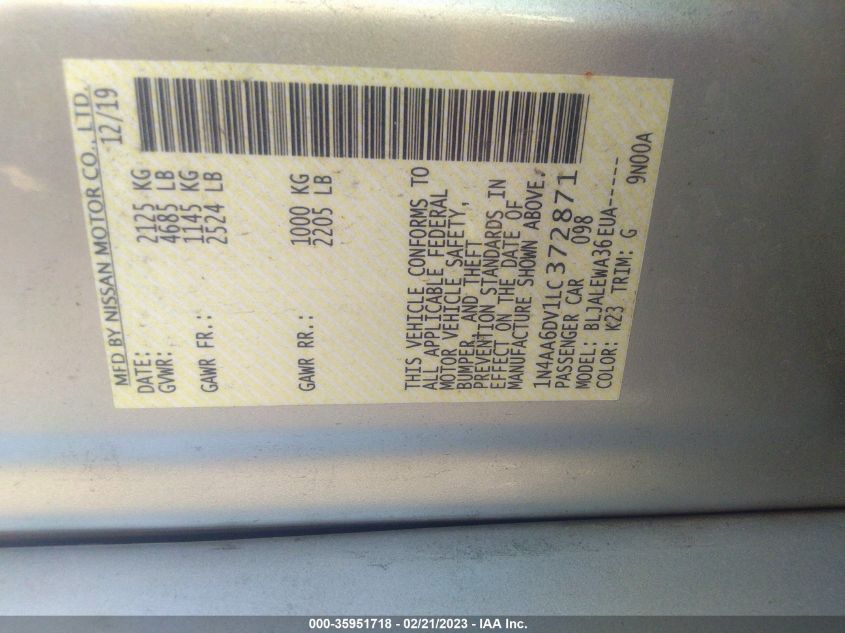 MFD BY NISSAN MOTOR CO., LTD.
DATE: 12/19
GVWR: 2125 KG
4685 LB
GAWR FR.: 1145 KG
2524 LB
GAWR RR.: 1000 KG
2205 LB
THIS VEHICLE CONFORMS TO
ALL APPLICABLE FEDERAL
MOTOR VEHICLE SAFETY,
BUMPER, AND THEFT
PREVENTION STANDARDS IN
EFFECT ON THE DATE OF
MANUFACTURE SHOWN ABOVE.
1N4AA6DV1LC372871
PASSENGER CAR 098
MODEL: BLJALEWA36EUA-----
COLOR: K23 TRIM: G 9N00A
000-35951718 - 02/21/2023 - IAA Inc.